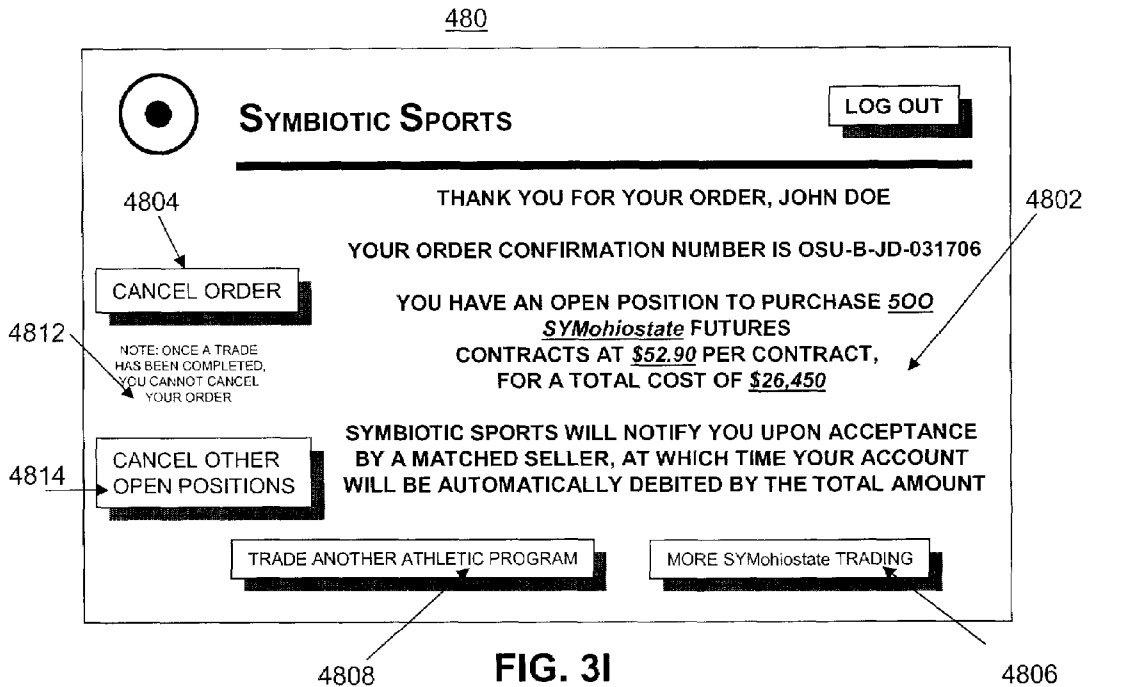 480
SYMBIOTIC SPORTS
LOG OUT
THANK YOU FOR YOUR ORDER, JOHN DOE
4804
4802
YOUR ORDER CONFIRMATION NUMBER IS OSU-B-JD-031706
CANCEL ORDER
YOU HAVE AN OPEN POSITION TO PURCHASE 5OO
SYMohiostate FUTURES
CONTRACTS AT $52.90 PER CONTRACT,
FOR A TOTAL COST OF $26,450
4812
NOTE: ONCE A TRADE
HAS BEEN COMPLETED,
YOU CANNOT CANCEL
YOUR ORDER
SYMBIOTIC SPORTS WILL NOTIFY YOU UPON ACCEPTANCE
BY A MATCHED SELLER, AT WHICH TIME YOUR ACCOUNT
WILL BE AUTOMATICALLY DEBITED BY THE TOTAL AMOUNT
CANCEL OTHER
OPEN POSITIONS
4814
TRADE ANOTHER ATHLETIC PROGRAM
MORE SYMohiostate TRADING
4808
FIG. 3I
4806